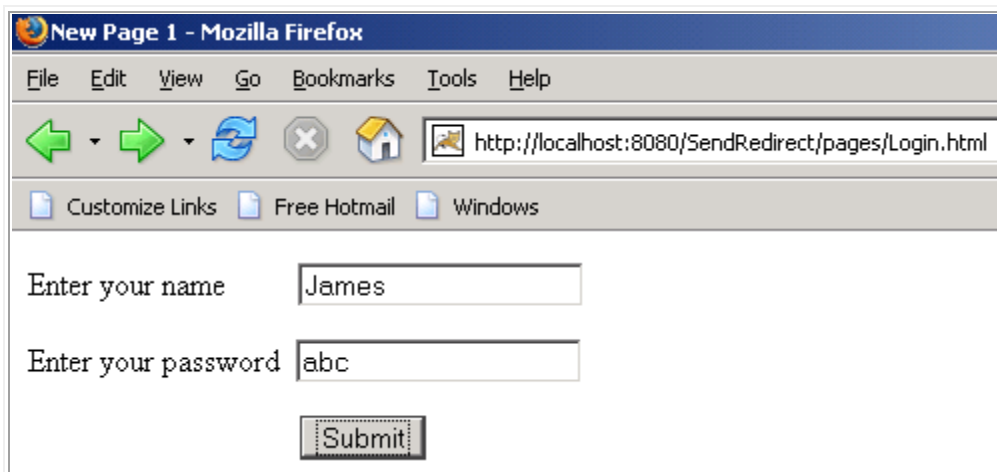 New Page 1 - Mozilla Firefox
File Edit View Go Bookmarks Tools Help
http://localhost:8080/SendRedirect/pages/Login.html
Customize Links Free Hotmail Windows
Enter your name James
Enter your password abc
Submit